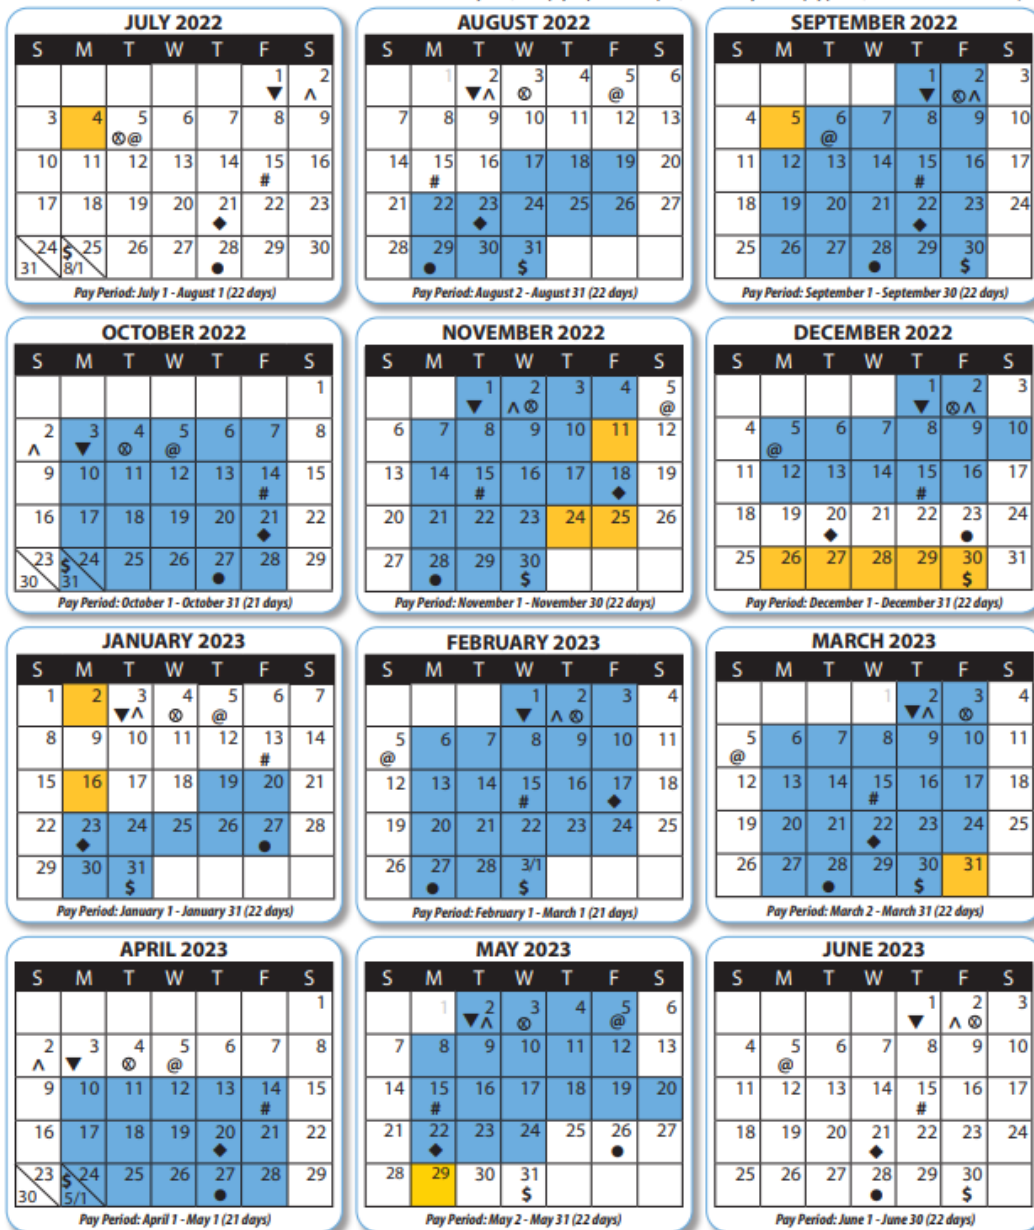 JULY 2022
S M T W T F S
1 2
▼ ^
3 4 5 6 7 8 9
ⓧ@
10 11 12 13 14 15 16
#
17 18 19 20 21 22 23
◆
24 $ 25 26 27 28 29 30
31 8/1 ●
Pay Period: July 1 - August 1 (22 days)
AUGUST 2022
S M T W T F S
1 2 3 4 5 6
▼^ ⓧ @
7 8 9 10 11 12 13
14 15 16 17 18 19 20
#
21 22 23 24 25 26 27
◆
28 29 30 31
● $
Pay Period: August 2 - August 31 (22 days)
SEPTEMBER 2022
S M T W T F S
1 2 3
▼ ⓧ^
4 5 6 7 8 9 10
@
11 12 13 14 15 16 17
#
18 19 20 21 22 23 24
◆
25 26 27 28 29 30
● $
Pay Period: September 1 - September 30 (22 days)
OCTOBER 2022
S M T W T F S
1
2 3 4 5 6 7 8
^ ▼ ⓧ @
9 10 11 12 13 14 15
#
16 17 18 19 20 21 22
◆
23 $ 24 25 26 27 28 29
30 31 ●
Pay Period: October 1 - October 31 (21 days)
NOVEMBER 2022
S M T W T F S
1 2 3 4 5
▼ ^ⓧ @
6 7 8 9 10 11 12
13 14 15 16 17 18 19
# ◆
20 21 22 23 24 25 26
27 28 29 30
● $
Pay Period: November 1 - November 30 (22 days)
DECEMBER 2022
S M T W T F S
1 2 3
▼ ⓧ^
4 5 6 7 8 9 10
@
11 12 13 14 15 16 17
#
18 19 20 21 22 23 24
◆ ●
25 26 27 28 29 30 31
$
Pay Period: December 1 - December 31 (22 days)
JANUARY 2023
S M T W T F S
1 2 3 4 5 6 7
▼^ ⓧ @
8 9 10 11 12 13 14
#
15 16 17 18 19 20 21
22 23 24 25 26 27 28
◆ ●
29 30 31
$
Pay Period: January 1 - January 31 (22 days)
FEBRUARY 2023
S M T W T F S
1 2 3 4
▼ ^ⓧ
5 6 7 8 9 10 11
@
12 13 14 15 16 17 18
# ◆
19 20 21 22 23 24 25
26 27 28 3/1
● $
Pay Period: February 1 - March 1 (21 days)
MARCH 2023
S M T W T F S
1 2 3 4
▼^ ⓧ
5 6 7 8 9 10 11
@
12 13 14 15 16 17 18
#
19 20 21 22 23 24 25
◆
26 27 28 29 30 31
● $
Pay Period: March 2 - March 31 (22 days)
APRIL 2023
S M T W T F S
1
2 3 4 5 6 7 8
^ ▼ ⓧ @
9 10 11 12 13 14 15
#
16 17 18 19 20 21 22
◆
23 $ 24 25 26 27 28 29
30 5/1 ●
Pay Period: April 1 - May 1 (21 days)
MAY 2023
S M T W T F S
1 2 3 4 5 6
▼^ ⓧ @
7 8 9 10 11 12 13
14 15 16 17 18 19 20
#
21 22 23 24 25 26 27
◆ ●
28 29 30 31
$
Pay Period: May 2 - May 31 (22 days)
JUNE 2023
S M T W T F S
1 2 3
▼ ^ⓧ
4 5 6 7 8 9 10
@
11 12 13 14 15 16 17
#
18 19 20 21 22 23 24
◆
25 26 27 28 29 30
● $
Pay Period: June 1 - June 30 (22 days)